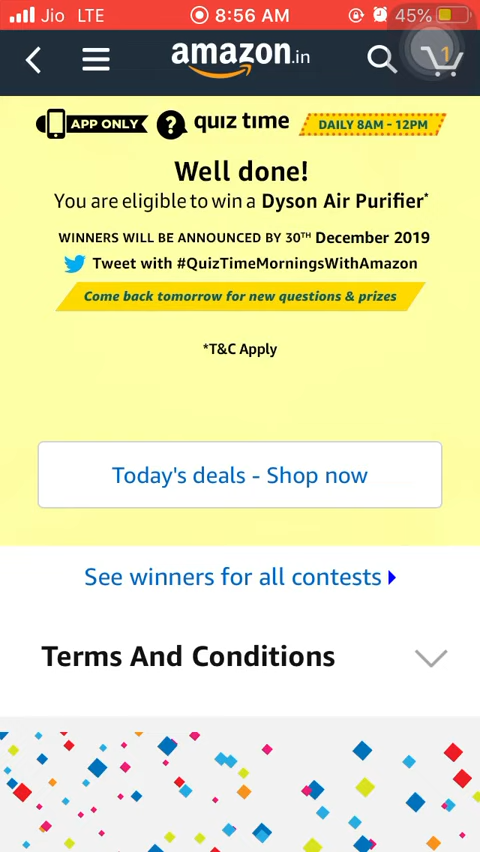 Jio LTE 8:56 AM 45%
amazon.in
1
APP ONLY ? quiz time DAILY 8AM - 12PM
Well done!
You are eligible to win a Dyson Air Purifier*
WINNERS WILL BE ANNOUNCED BY 30TH December 2019
Tweet with #QuizTimeMorningsWithAmazon
Come back tomorrow for new questions & prizes
*T&C Apply
Today's deals - Shop now
See winners for all contests
Terms And Conditions